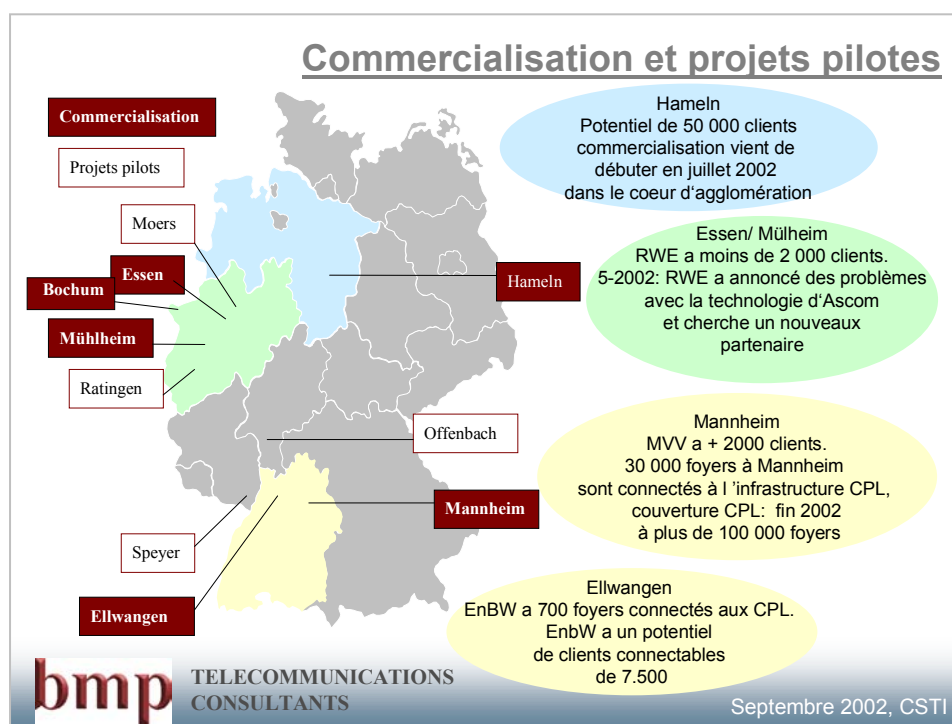 Commercialisation et projets pilotes
Commercialisation
Projets pilots
Moers
Essen
Bochum
Mühlheim
Ratingen
Hameln
Offenbach
Mannheim
Speyer
Ellwangen
Hameln
Potentiel de 50 000 clients
commercialisation vient de
débuter en juillet 2002
dans le coeur d‘agglomération
Essen/ Mülheim
RWE a moins de 2 000 clients.
5-2002: RWE a annoncé des problèmes
avec la technologie d‘Ascom
et cherche un nouveaux
partenaire
Mannheim
MVV a + 2000 clients.
30 000 foyers à Mannheim
sont connectés à l ’infrastructure CPL,
couverture CPL: fin 2002
à plus de 100 000 foyers
Ellwangen
EnBW a 700 foyers connectés aux CPL.
EnbW a un potentiel
de clients connectables
de 7.500
bmp
TELECOMMUNICATIONS
CONSULTANTS
Septembre 2002, CSTI